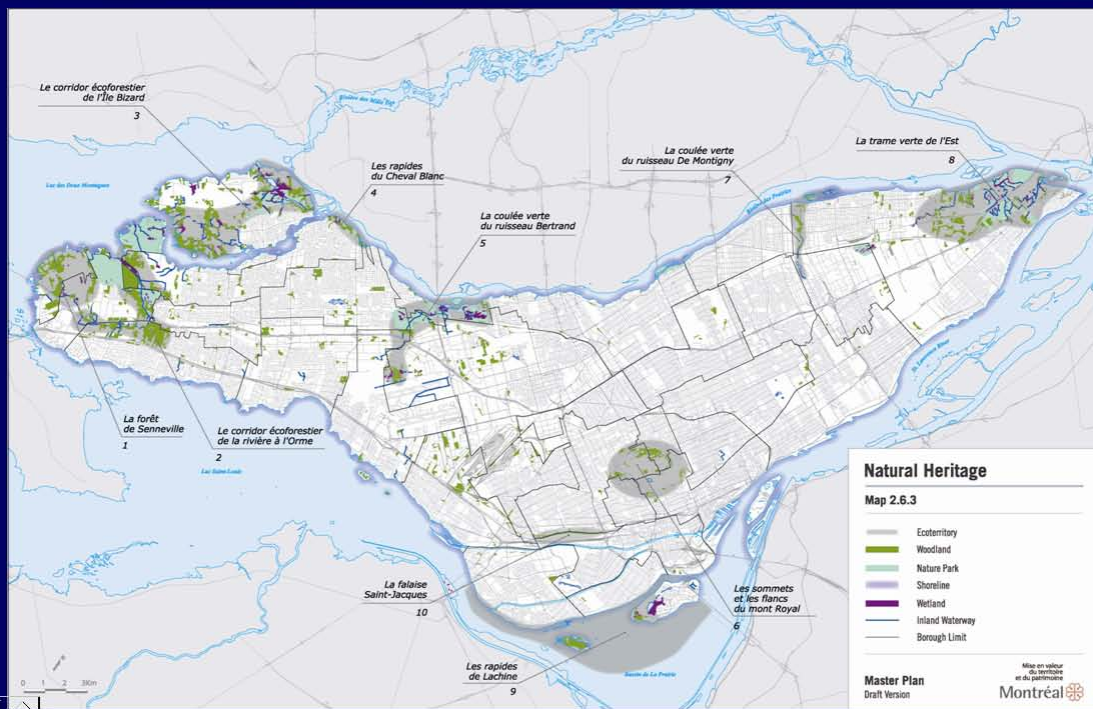 Le corridor écoforestier
de l'Île Bizard
3
Rivière des Mille Îles
La coulée verte
du ruisseau De Montigny
7
La trame verte de l'Est
8
Les rapides
du Cheval Blanc
4
Lac des Deux Montagnes
Rivière des Prairies
La coulée verte
du ruisseau Bertrand
5
St. Lawrence River
La forêt
de Senneville
1
Le corridor écoforestier
de la rivière à l'Orme
2
Lac Saint-Louis
La falaise
Saint-Jacques
10
Les sommets
et les flancs
du mont Royal
6
Les rapides
de Lachine
9
Bassin de La Prairie
0 1 2 3Km
Natural Heritage
Map 2.6.3
Ecoterritory
Woodland
Nature Park
Shoreline
Wetland
Inland Waterway
Borough Limit
Master Plan
Draft Version
Mise en valeur
du territoire
et du patrimoine
Montréal